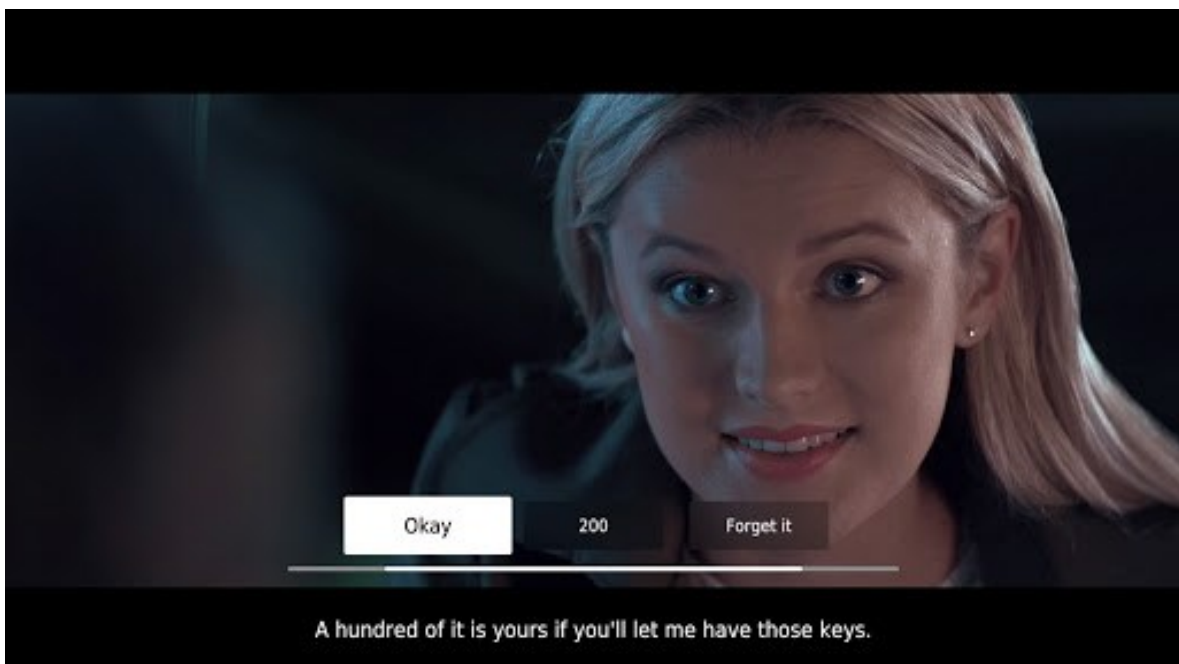 Okay 200 Forget it
A hundred of it is yours if you'll let me have those keys.